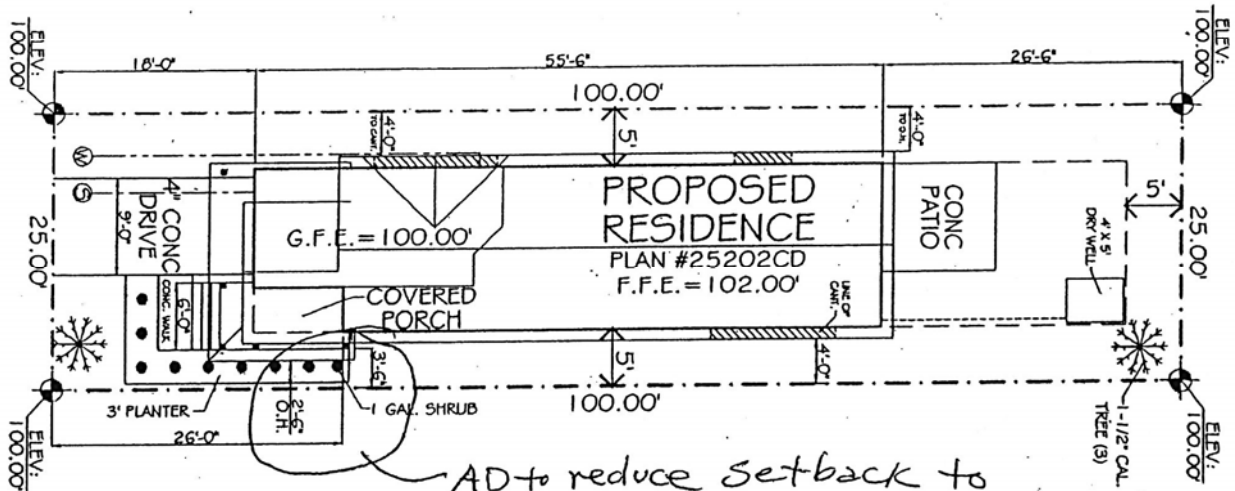 ELEV:
100.00'
ELEV:
100.00'
18'-0"
55'-6"
26'-6"
100.00'
4'-0"
TO CANT.
5'
4'-0"
TO O.H.
W
S
4" CONC
DRIVE
9'-0"
25.00'
G.F.E.=100.00'
PROPOSED
RESIDENCE
PLAN #25202CD
F.F.E.=102.00'
CONC
PATIO
5'
4' X 5'
DRY WELL
25.00'
CONC. WALK
6'-0"
COVERED
PORCH
LINE OF
CANT.
3'-6"
5'
4'-0"
3' PLANTER
2'-6"
O.H.
1 GAL. SHRUB
100.00'
1-1/2" CAL.
TREE (3)
26'-0"
ELEV:
100.00'
ELEV:
100.00'
AD to reduce setback to